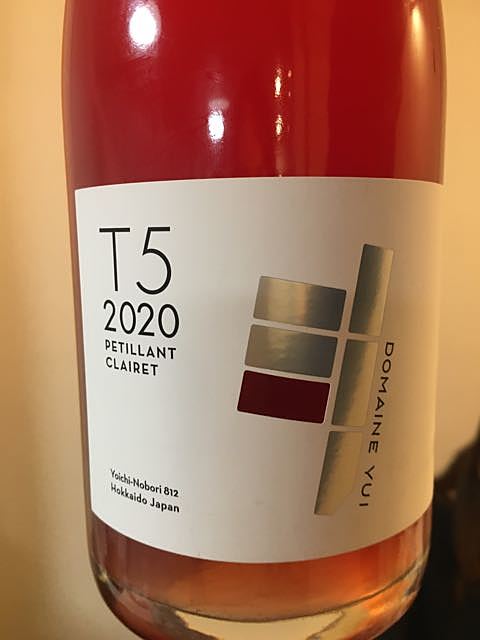 T5
2020
PETILLANT
CLAIRET
DOMAINE YUI
Yoichi-Nobori 812
Hokkaido Japan